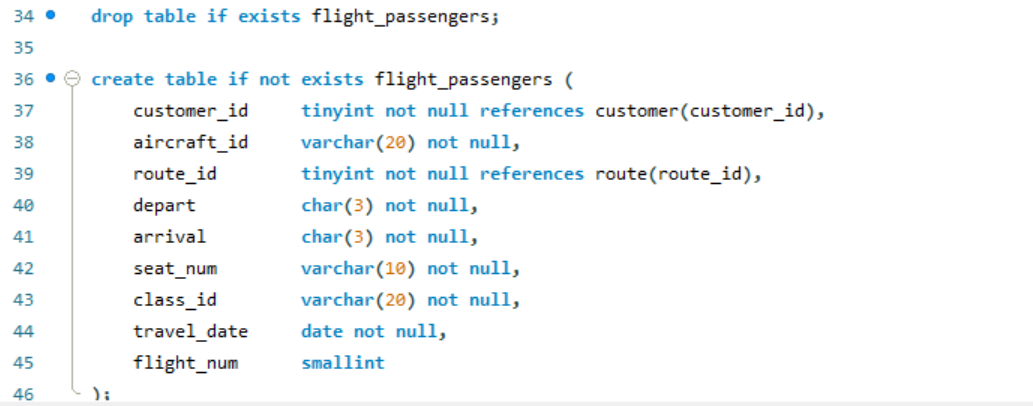 34 drop table if exists flight_passengers;
35
36 create table if not exists flight_passengers (
37 customer_id tinyint not null references customer(customer_id),
38 aircraft_id varchar(20) not null,
39 route_id tinyint not null references route(route_id),
40 depart char(3) not null,
41 arrival char(3) not null,
42 seat_num varchar(10) not null,
43 class_id varchar(20) not null,
44 travel_date date not null,
45 flight_num smallint
46 );